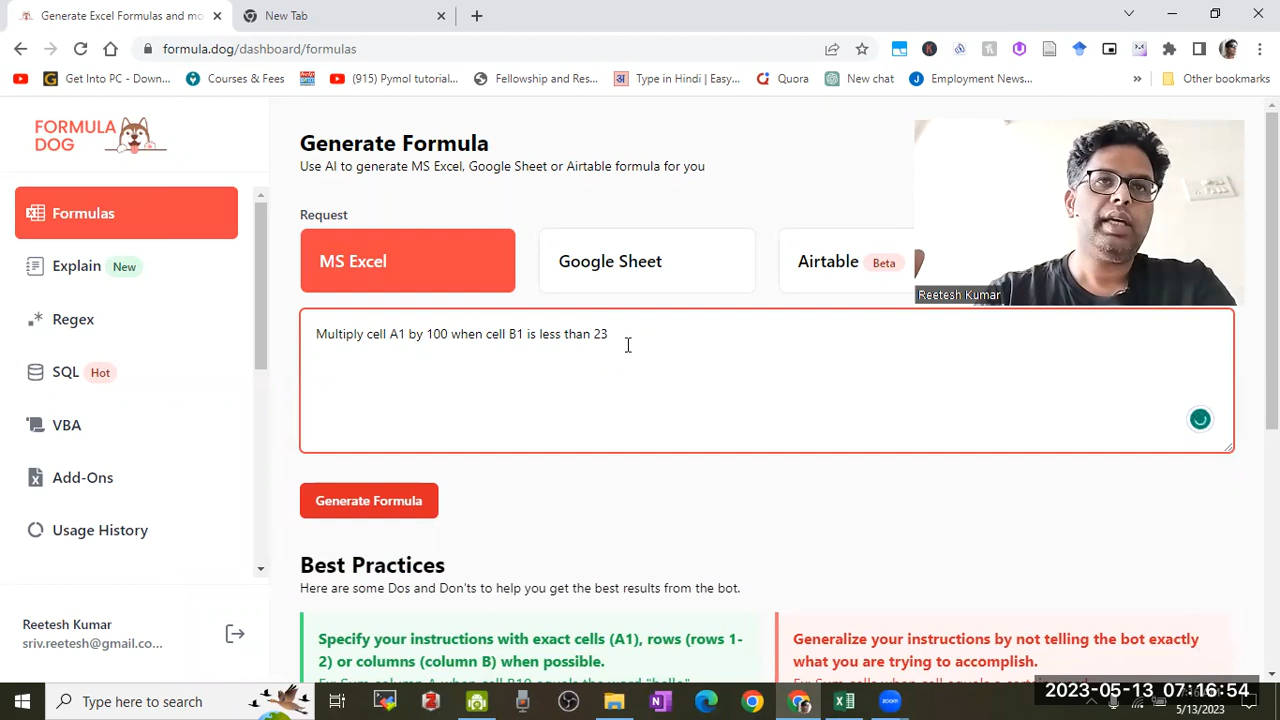 Generate Excel Formulas and mo
New Tab
formula.dog/dashboard/formulas
Get Into PC - Down...
Courses & Fees
(915) Pymol tutorial...
Fellowship and Res...
Type in Hindi | Easy...
Quora
New chat
Employment News...
Other bookmarks
FORMULA
DOG
Formulas
Explain New
Regex
SQL Hot
VBA
Add-Ons
Usage History
Reetesh Kumar
sriv.reetesh@gmail.co...
Generate Formula
Use AI to generate MS Excel, Google Sheet or Airtable formula for you
Request
MS Excel
Google Sheet
Airtable Beta
Reetesh Kumar
Multiply cell A1 by 100 when cell B1 is less than 23
Generate Formula
Best Practices
Here are some Dos and Don'ts to help you get the best results from the bot.
Specify your instructions with exact cells (A1), rows (rows 1-
2) or columns (column B) when possible.
Generalize your instructions by not telling the bot exactly
what you are trying to accomplish.
Type here to search
2023-05-13 07:16:54
5/13/2023